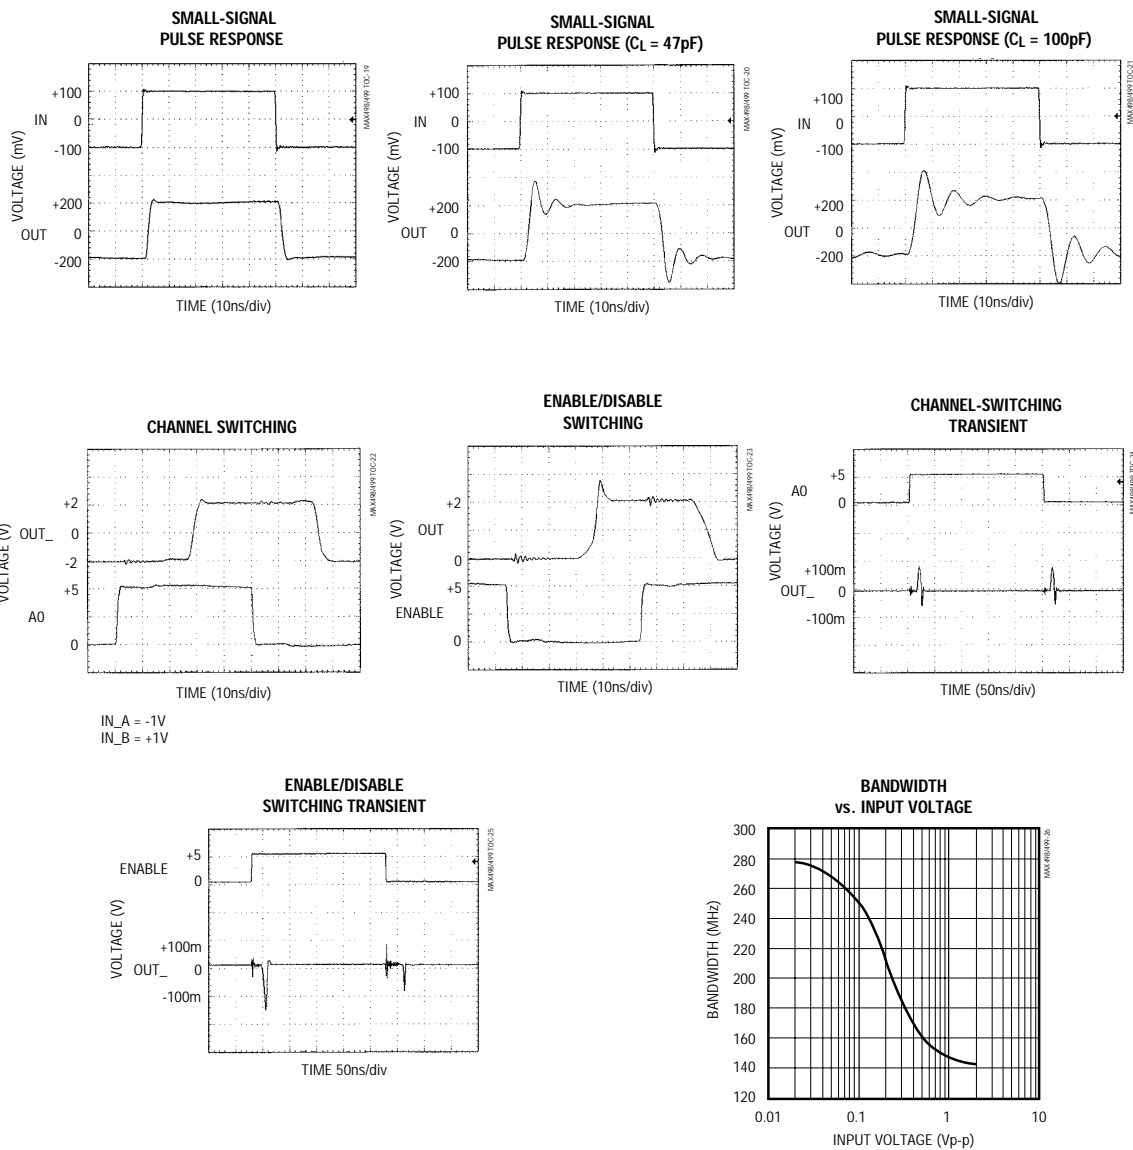 SMALL-SIGNAL
PULSE RESPONSE
+100
IN
0
-100
VOLTAGE (mV)
+200
OUT
0
-200
TIME (10ns/div)
MAX498/499 TOC-19
SMALL-SIGNAL
PULSE RESPONSE (CL = 47pF)
+100
IN
0
-100
VOLTAGE (mV)
+200
OUT
0
-200
TIME (10ns/div)
MAX498/499 TOC-20
SMALL-SIGNAL
PULSE RESPONSE (CL = 100pF)
+100
IN
0
-100
VOLTAGE (mV)
+200
OUT
0
-200
TIME (10ns/div)
MAX498/499 TOC-21
CHANNEL SWITCHING
+2
OUT_
0
-2
VOLTAGE (V)
+5
A0
0
TIME (10ns/div)
MAX498/499 TOC-22
IN_A = -1V
IN_B = +1V
ENABLE/DISABLE
SWITCHING
+2
OUT
0
VOLTAGE (V)
+5
ENABLE
0
TIME (10ns/div)
MAX498/499 TOC-23
CHANNEL-SWITCHING
TRANSIENT
+5
A0
0
VOLTAGE (V)
+100m
OUT_
0
-100m
TIME (50ns/div)
ENABLE/DISABLE
SWITCHING TRANSIENT
+5
ENABLE
0
VOLTAGE (V)
+100m
OUT_
0
-100m
TIME 50ns/div
MAX498/499 TOC-25
BANDWIDTH
vs. INPUT VOLTAGE
300
280
260
240
220
200
180
160
140
120
BANDWIDTH (MHz)
0.01
0.1
1
10
INPUT VOLTAGE (Vp-p)
MAX498/499-26